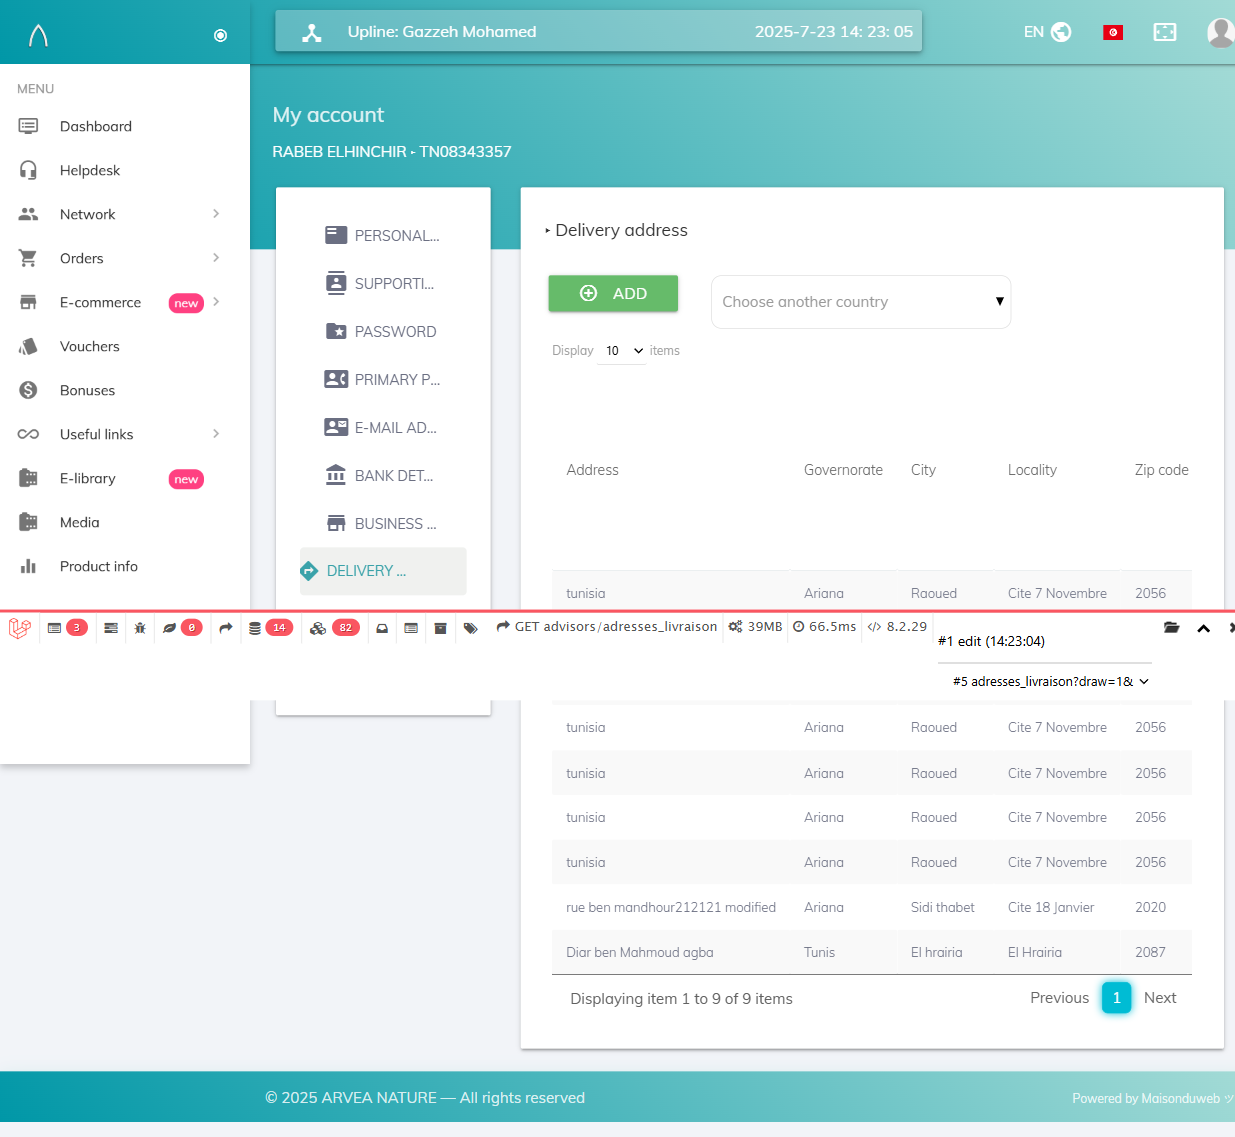 Upline: Gazzeh Mohamed
2025-7-23 14: 23: 05
EN
MENU
Dashboard
Helpdesk
Network
Orders
E-commerce new
Vouchers
Bonuses
Useful links
E-library new
Media
Product info
My account
RABEB ELHINCHIR - TN08343357
PERSONAL...
SUPPORTI...
PASSWORD
PRIMARY P...
E-MAIL AD...
BANK DET...
BUSINESS ...
DELIVERY ...
Delivery address
ADD
Choose another country
Display 10 items
Address Governorate City Locality Zip code
tunisia Ariana Raoued Cite 7 Novembre 2056
3 0 14 82 GET advisors/adresses_livraison 39MB 66.5ms 8.2.29
#1 edit (14:23:04)
#5 adresses_livraison?draw=1&
tunisia Ariana Raoued Cite 7 Novembre 2056
tunisia Ariana Raoued Cite 7 Novembre 2056
tunisia Ariana Raoued Cite 7 Novembre 2056
tunisia Ariana Raoued Cite 7 Novembre 2056
rue ben mandhour212121 modified Ariana Sidi thabet Cite 18 Janvier 2020
Diar ben Mahmoud agba Tunis El hrairia El Hrairia 2087
Displaying item 1 to 9 of 9 items
Previous 1 Next
© 2025 ARVEA NATURE — All rights reserved
Powered by Maisonduweb ツ